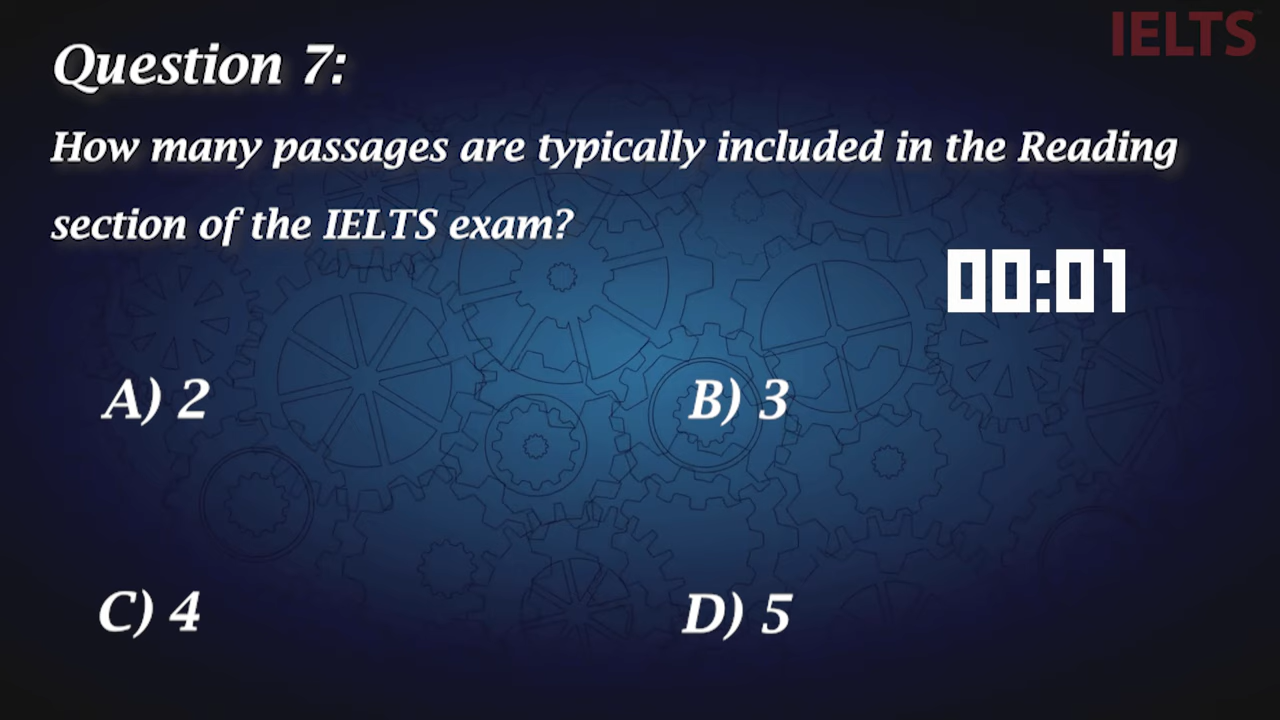 IELTS
Question 7:
How many passages are typically included in the Reading
section of the IELTS exam?
00:01
A) 2
B) 3
C) 4
D) 5